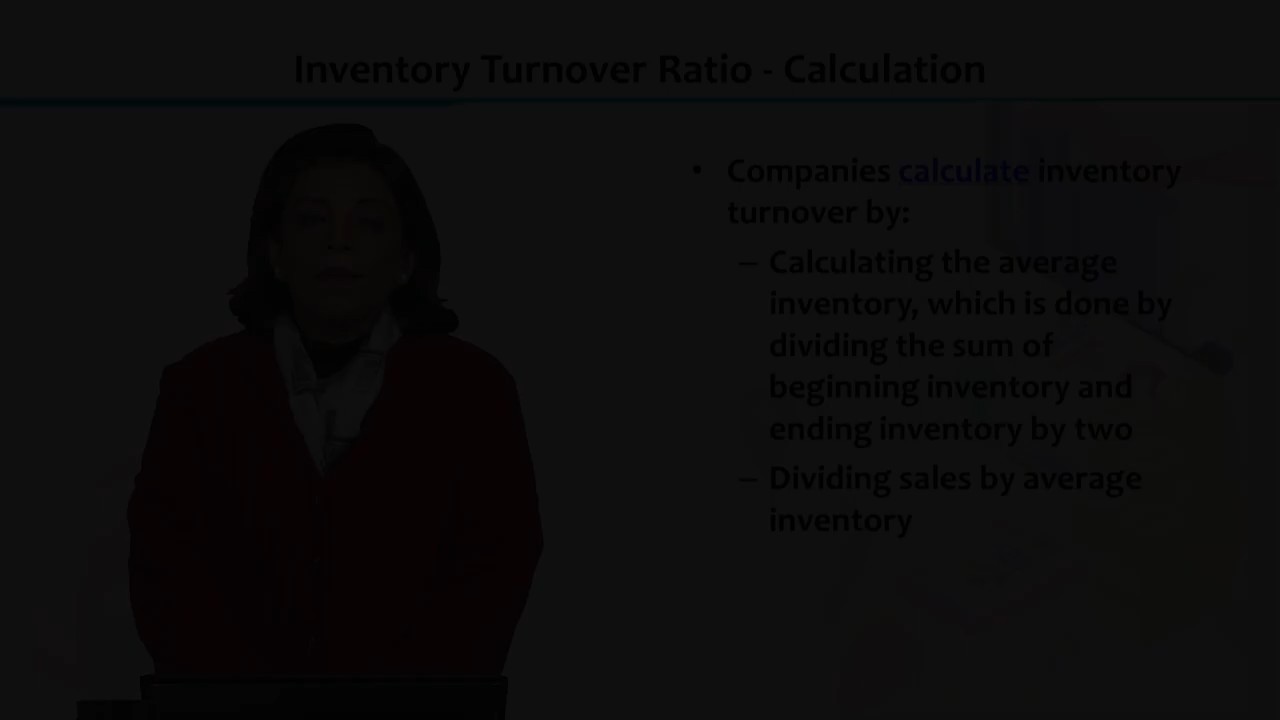 Inventory Turnover Ratio - Calculation
• Companies calculate inventory
turnover by:
– Calculating the average
inventory, which is done by
dividing the sum of
beginning inventory and
ending inventory by two
– Dividing sales by average
inventory